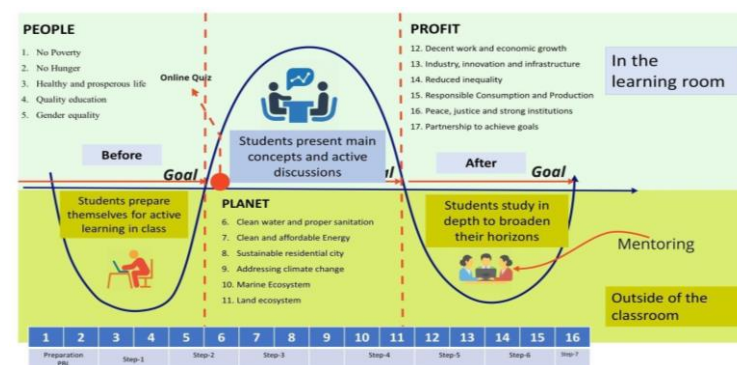 PEOPLE
1. No Poverty
2. No Hunger
3. Healthy and prosperous life
4. Quality education
5. Gender equality
Online Quiz
PROFIT
12. Decent work and economic growth
13. Industry, innovation and infrastructure
14. Reduced inequality
15. Responsible Consumption and Production
16. Peace, justice and strong institutions
17. Partnership to achieve goals
In the
learning room
Before
Goal
Students present main
concepts and active
discussions
After
Goal
Students prepare
themselves for active
learning in class
PLANET
6. Clean water and proper sanitation
7. Clean and affordable Energy
8. Sustainable residential city
9. Addressing climate change
10. Marine Ecosystem
11. Land ecosystem
Students study in
depth to broaden
their horizons
Mentoring
Outside of the
classroom
1 2 3 4 5 6 7 8 9 10 11 12 13 14 15 16
Preparation
PBL
Step-1
Step-2
Step-3
Step-4
Step-5
Step-6
Step-7